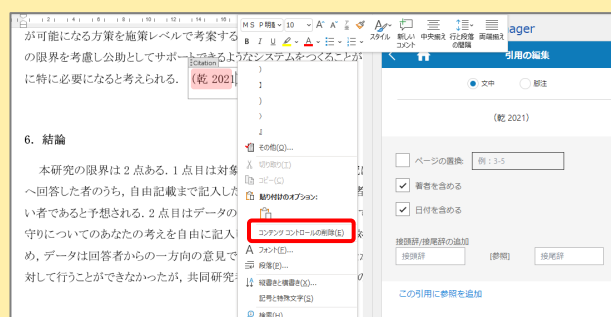 が可能になる方策を施策レベルで考案する
の限界を考慮し公助としてサポートできるようなシステムをつくることが
に特に必要になると考えられる.
Citation
(乾 2021
6. 結論
本研究の限界は2点ある. 1点目は対象
へ回答した者のうち, 自由記載まで記入した
い者であると予想される. 2点目はデータの
守りについてのあなたの考えを自由に記入
め, データは回答者からの一方向の意見で
対して行うことができなかったが, 共同研究
MS P 明朝
10
スタイル
新しいコメント
中央揃え
行と段落の間隔
両端揃え
その他(O)...
切り取り(T)
コピー(C)
貼り付けのオプション:
コンテンツ コントロールの削除(E)
フォント(F)...
段落(P)...
縦書きと横書き(X)...
記号と特殊文字(S)
検索(H)
ager
引用の編集
文中
脚注
(乾 2021)
ページの置換:
例 : 3-5
著者を含める
日付を含める
接頭辞/接尾辞の追加
接頭辞
[参照]
接尾辞
この引用に参照を追加